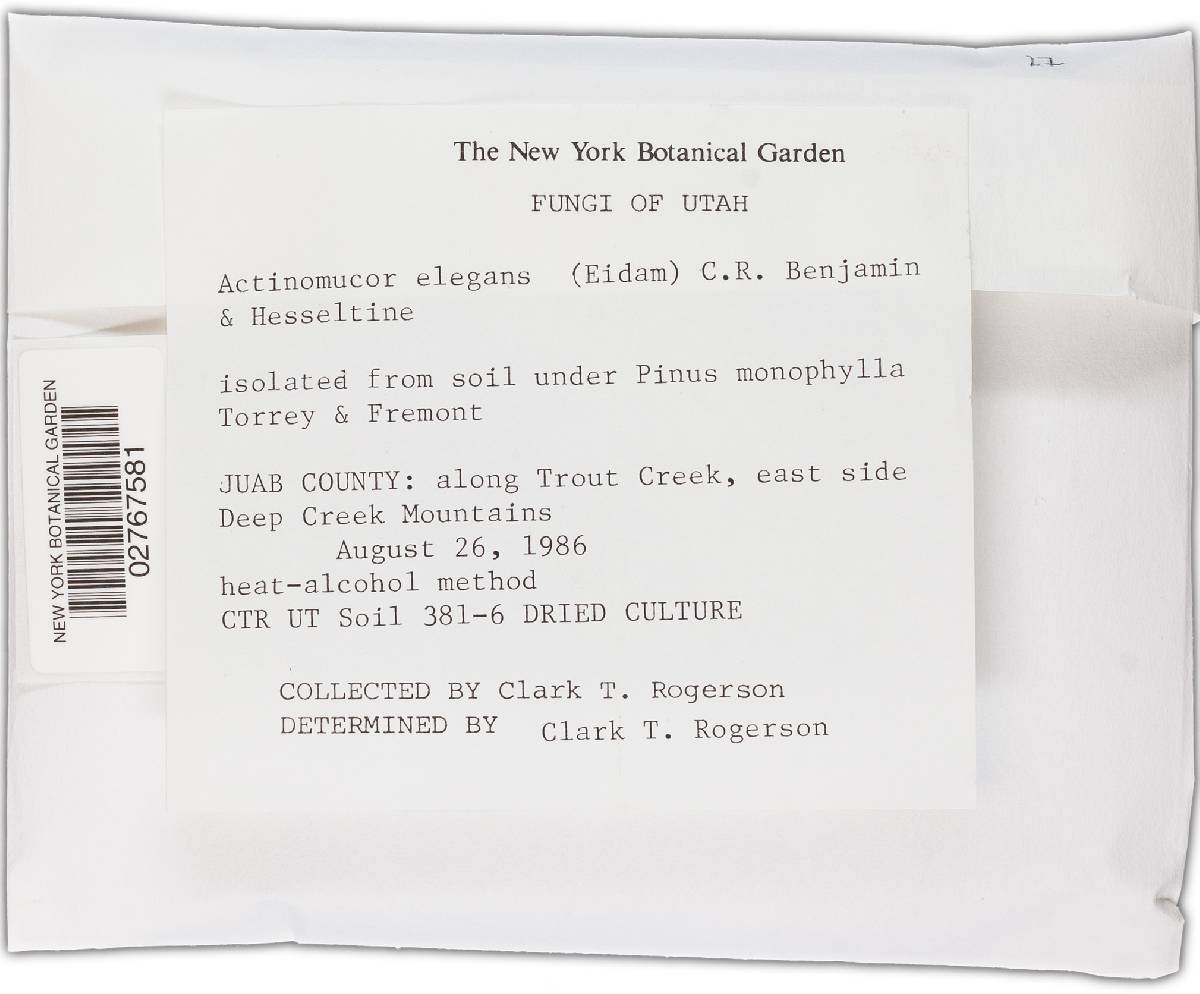 The New York Botanical Garden
FUNGI OF UTAH
Actinomucor elegans (Eidam) C.R. Benjamin
& Hesseltine
isolated from soil under Pinus monophylla
Torrey & Fremont
JUAB COUNTY: along Trout Creek, east side
Deep Creek Mountains
August 26, 1986
heat-alcohol method
CTR UT Soil 381-6 DRIED CULTURE
COLLECTED BY Clark T. Rogerson
DETERMINED BY Clark T. Rogerson
NEW YORK BOTANICAL GARDEN
02767581